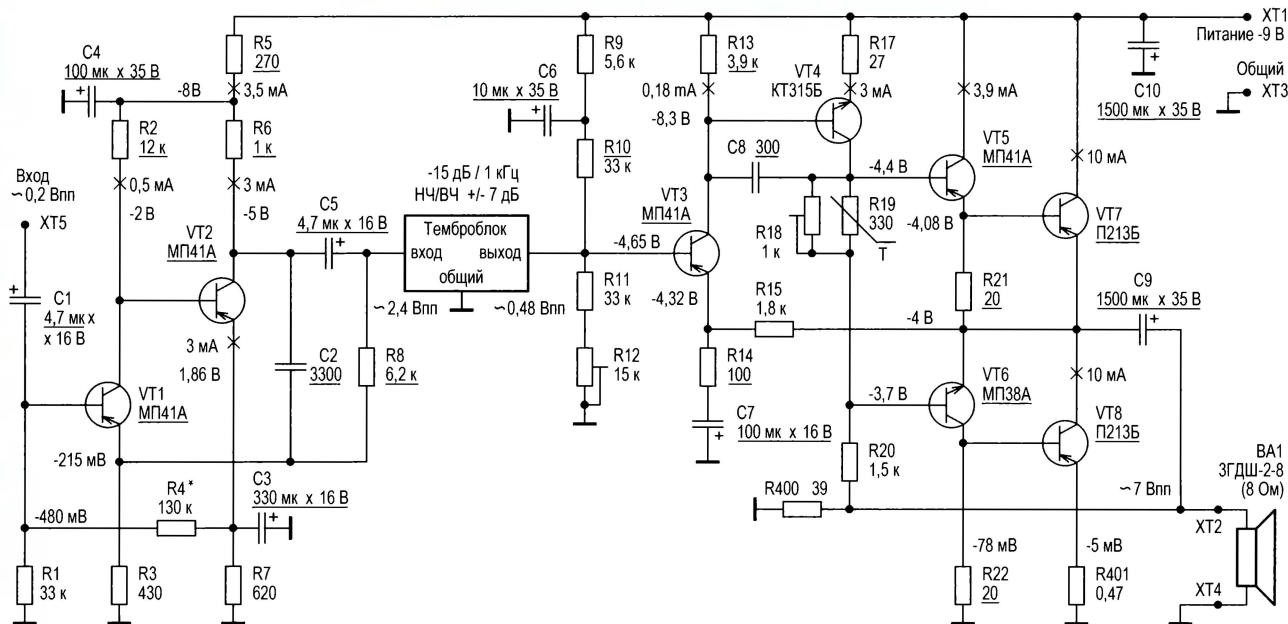 C4
100 мк х 35 В
R5
270
-8В
3,5 мА
R2
12 к
R6
1 к
0,5 мА
-2В
3 мА
-5В
Вход
~0,2 Впп
ХТ5
C1
4,7 мк х
х 16 В
VT2
МП41А
3 мА
1,86 В
VT1
МП41А
-215 мВ
-480 мВ
R4*
130 к
C3
330 мк х 16 В
R1
33 к
R3
430
R7
620
C5
4,7 мк х 16 В
C2
3300
R8
6,2 к
-15 дБ / 1 кГц
НЧ/ВЧ +/- 7 дБ
Темброблок
вход
выход
общий
~2,4 Впп
~0,48 Впп
C6
10 мк х 35 В
R9
5,6 к
R10
33 к
-4,65 В
R11
33 к
R12
15 к
R13
3,9 к
0,18 mA
-8,3 В
VT3
МП41А
-4,32 В
C8
300
R14
100
C7
100 мк х 16 В
R15
1,8 к
R17
27
VT4
КТ315Б
3 мА
-4,4 В
R18
1 к
R19
330
Т
-3,7 В
R20
1,5 к
R400
39
3,9 мА
VT5
МП41А
-4,08 В
R21
20
-4 В
VT6
МП38А
-78 мВ
R22
20
10 мА
VT7
П213Б
10 мА
VT8
П213Б
-5 мВ
R401
0,47
C9
1500 мк х 35 В
C10
1500 мк х 35 В
ХТ1
Питание -9 В
Общий
ХТ3
~7 Впп
ВА1
3ГДШ-2-8
(8 Ом)
ХТ2
ХТ4